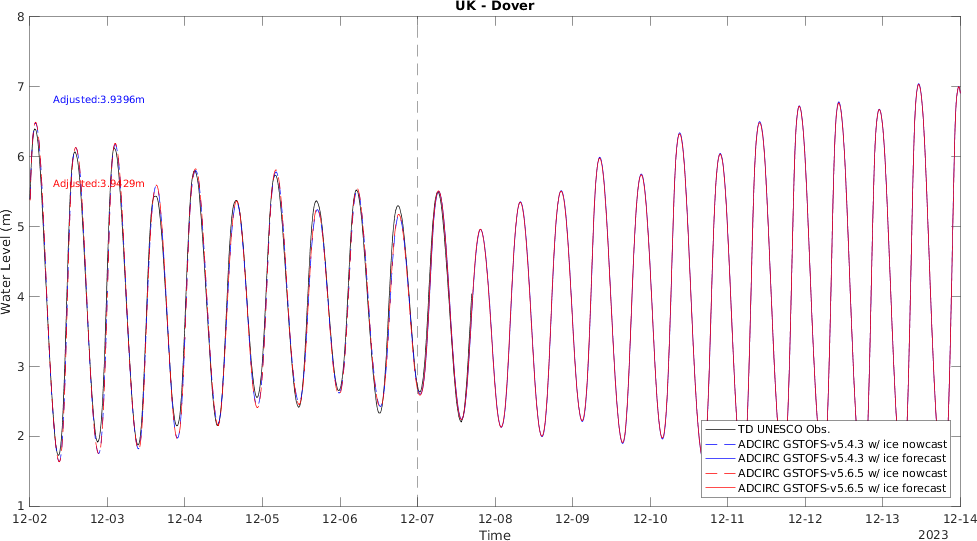 UK - Dover
8
7
6
5
4
3
2
1
Water Level (m)
Adjusted:3.9396m
Adjusted:3.9429m
TD UNESCO Obs.
ADCIRC GSTOFS-v5.4.3 w/ ice nowcast
ADCIRC GSTOFS-v5.4.3 w/ ice forecast
ADCIRC GSTOFS-v5.6.5 w/ ice nowcast
ADCIRC GSTOFS-v5.6.5 w/ ice forecast
12-02 12-03 12-04 12-05 12-06 12-07 12-08 12-09 12-10 12-11 12-12 12-13 12-14
Time
2023